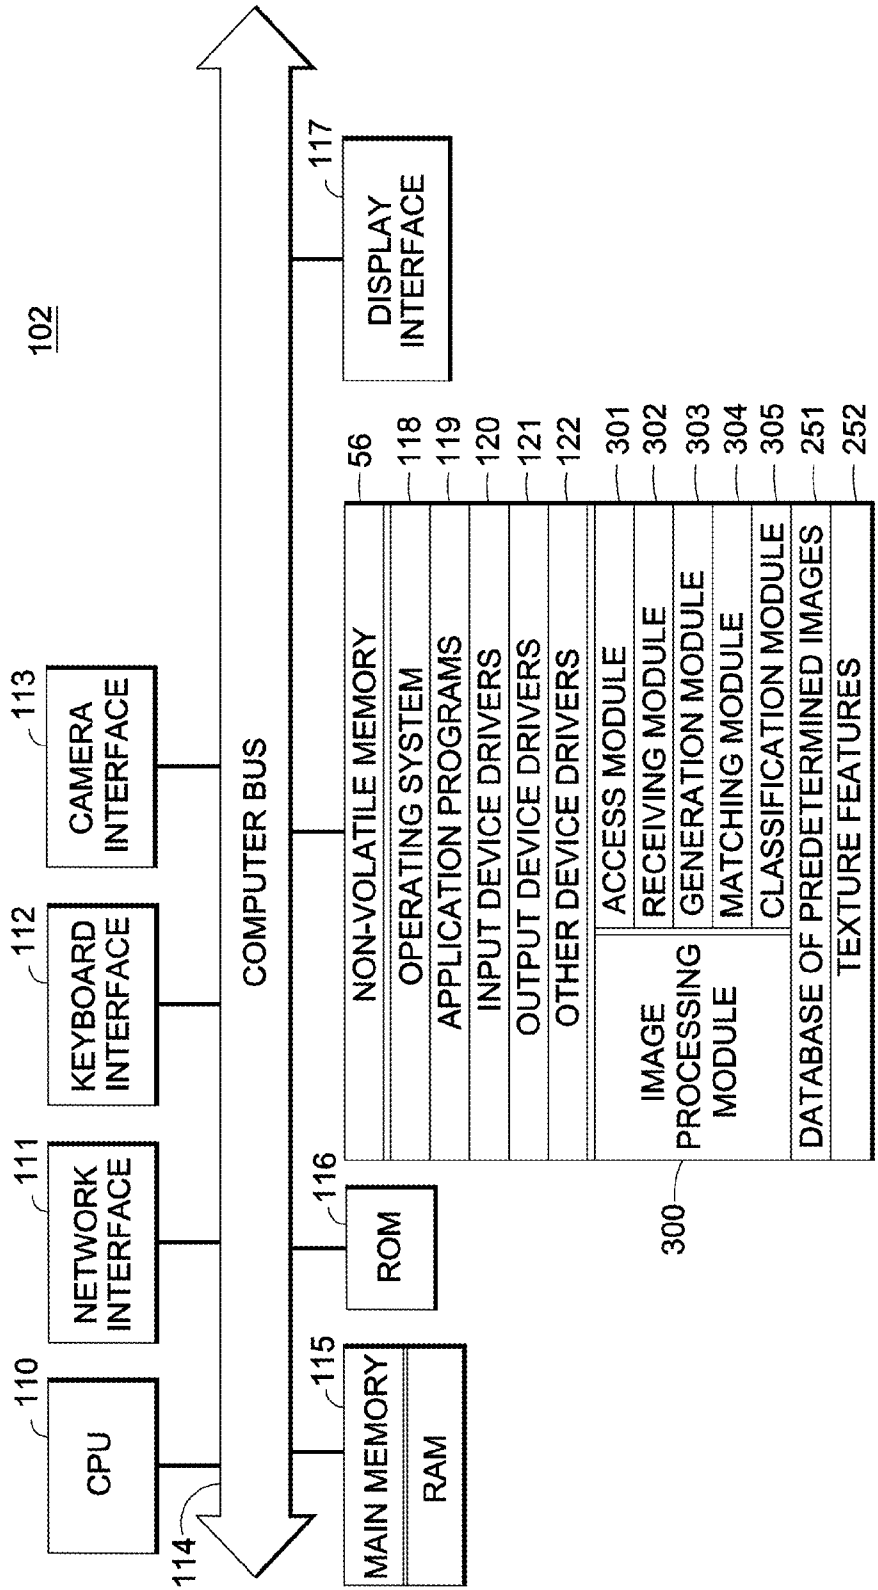 102
110
CPU
111
NETWORK
INTERFACE
112
KEYBOARD
INTERFACE
113
CAMERA
INTERFACE
114
COMPUTER BUS
115
MAIN MEMORY
RAM
116
ROM
NON-VOLATILE MEMORY 56
OPERATING SYSTEM 118
APPLICATION PROGRAMS 119
INPUT DEVICE DRIVERS 120
OUTPUT DEVICE DRIVERS 121
OTHER DEVICE DRIVERS 122
300
IMAGE
PROCESSING
MODULE
ACCESS MODULE 301
RECEIVING MODULE 302
GENERATION MODULE 303
MATCHING MODULE 304
CLASSIFICATION MODULE 305
DATABASE OF PREDETERMINED IMAGES 251
TEXTURE FEATURES 252
117
DISPLAY
INTERFACE